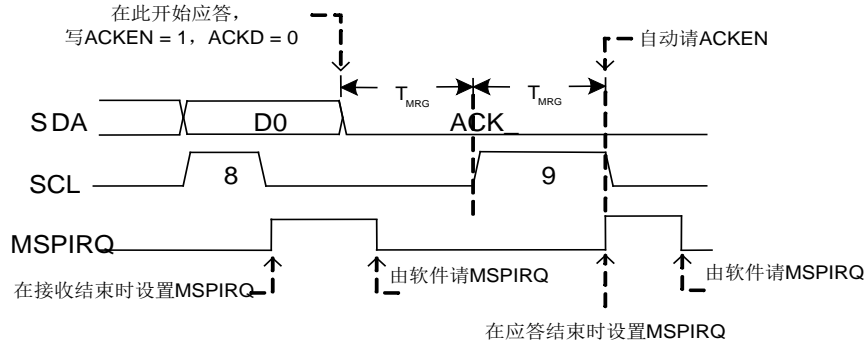 在此开始应答，
写ACKEN = 1，ACKD = 0
自动请ACKEN
TMRG
TMRG
SDA
D0
ACK_
SCL
8
9
MSPIRQ
在接收结束时设置MSPIRQ
由软件请MSPIRQ
由软件请MSPIRQ
在应答结束时设置MSPIRQ